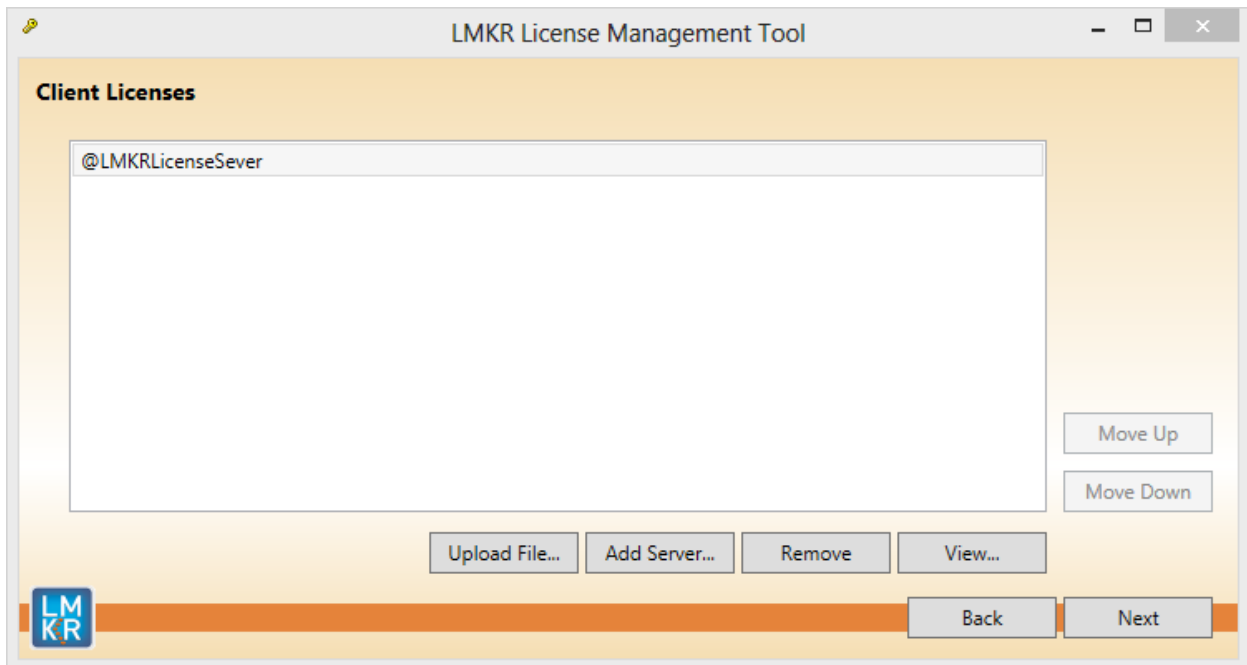 LMKR License Management Tool
Client Licenses
@LMKRLicenseSever
Move Up
Move Down
Upload File... Add Server... Remove View...
LM
KR
Back Next